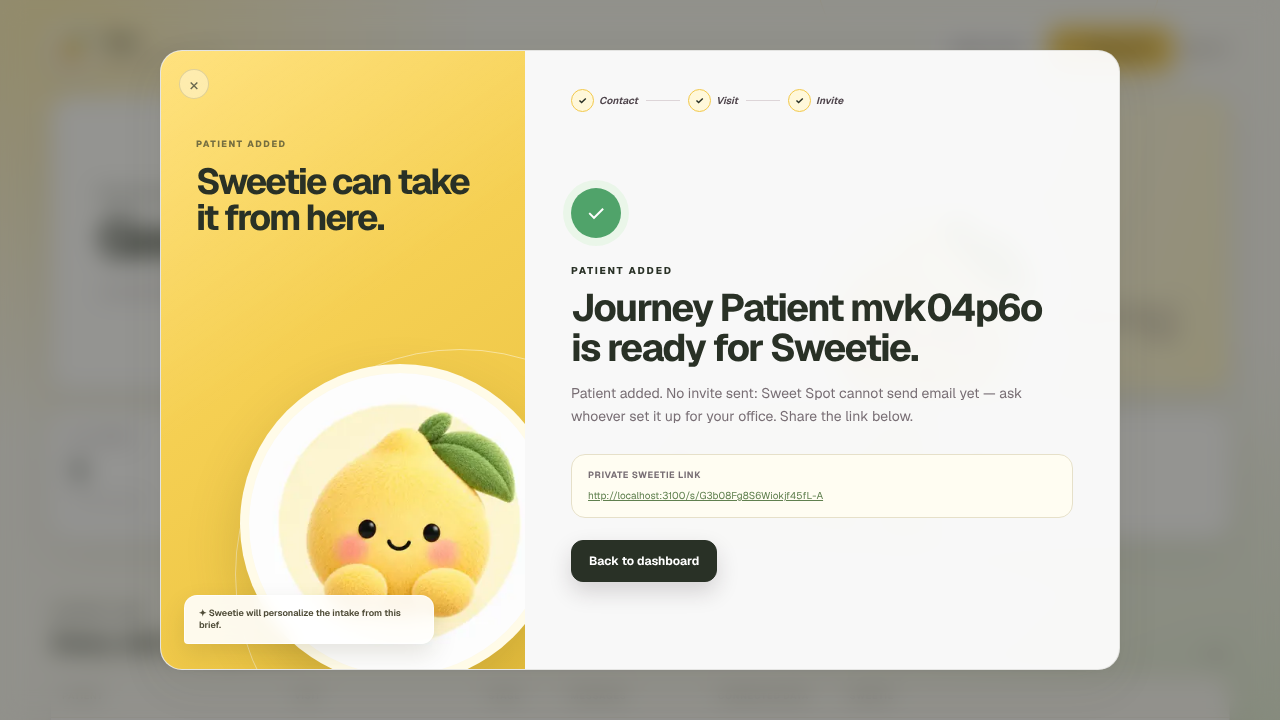 PATIENT ADDED
Sweetie can take
it from here.
✦ Sweetie will personalize the intake from this
brief.
Contact
Visit
Invite
PATIENT ADDED
Journey Patient mvk04p6o
is ready for Sweetie.
Patient added. No invite sent: Sweet Spot cannot send email yet — ask
whoever set it up for your office. Share the link below.
PRIVATE SWEETIE LINK
http://localhost:3100/s/G3b08Fg8S6Wiokjf45fL-A
Back to dashboard